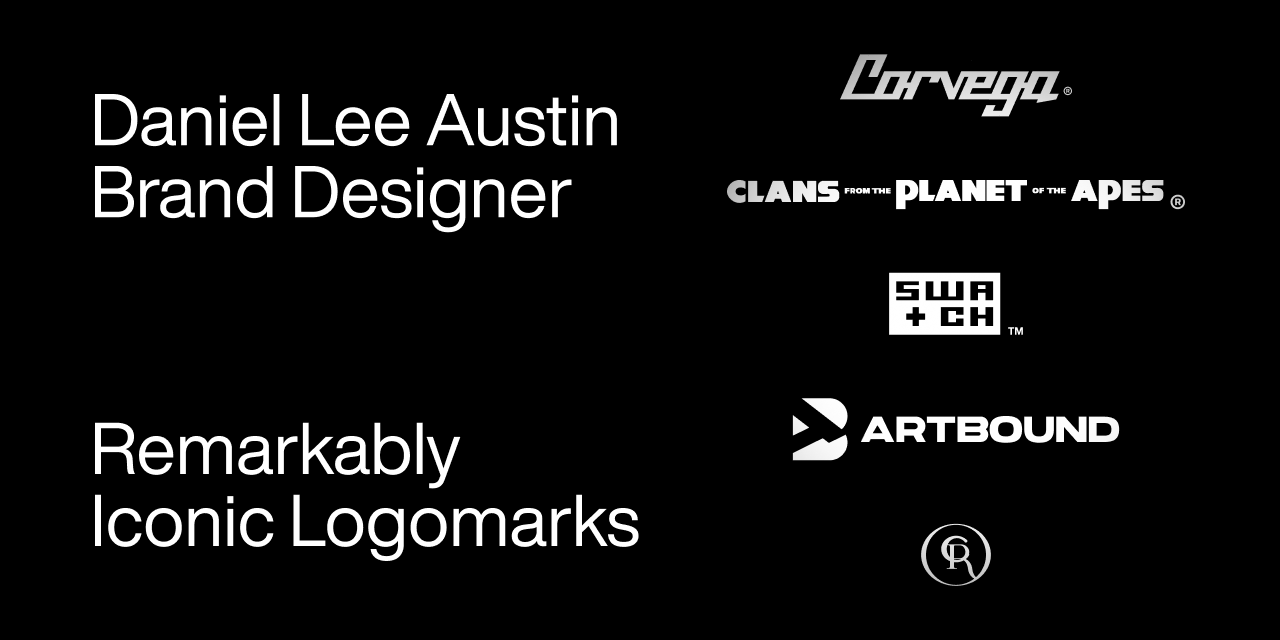 Daniel Lee Austin
Brand Designer
Remarkably
Iconic Logomarks
Corvega ®
CLANS FROM THE PLANET OF THE APES ®
SWA
+CH ™
ARTBOUND
CR